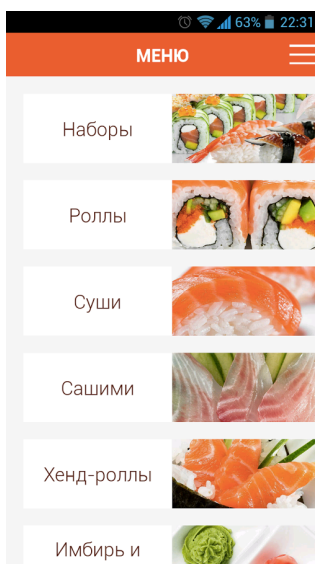 63% 22:31
МЕНЮ
Наборы
Роллы
Суши
Сашими
Хенд-роллы
Имбирь и